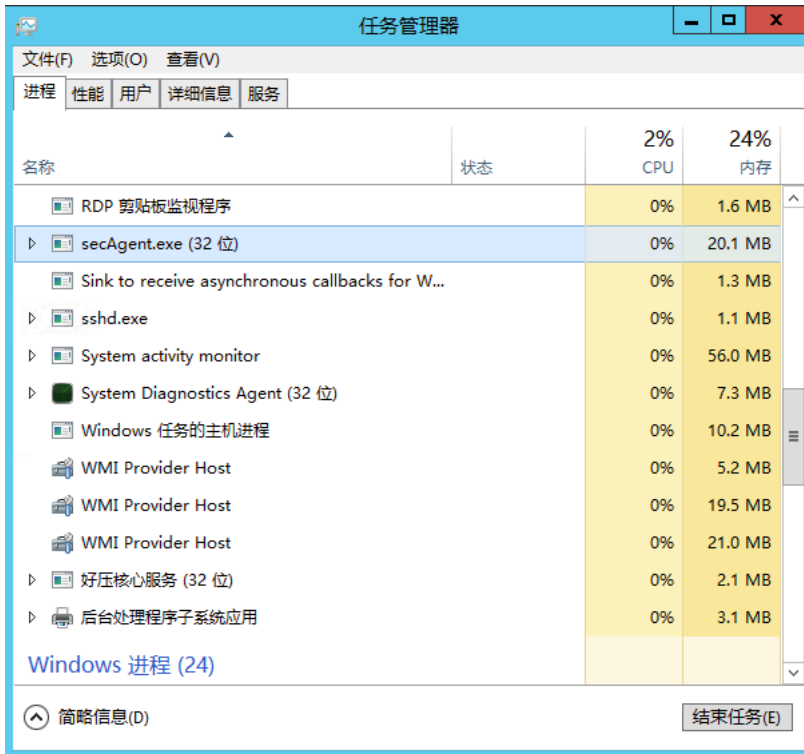 任务管理器
文件(F) 选项(O) 查看(V)
进程 性能 用户 详细信息 服务
2% 24%
名称 状态 CPU 内存
RDP 剪贴板监视程序 0% 1.6 MB
secAgent.exe (32 位) 0% 20.1 MB
Sink to receive asynchronous callbacks for W... 0% 1.3 MB
sshd.exe 0% 1.1 MB
System activity monitor 0% 56.0 MB
System Diagnostics Agent (32 位) 0% 7.3 MB
Windows 任务的主机进程 0% 10.2 MB
WMI Provider Host 0% 5.2 MB
WMI Provider Host 0% 19.5 MB
WMI Provider Host 0% 21.0 MB
好压核心服务 (32 位) 0% 2.1 MB
后台处理程序子系统应用 0% 3.1 MB
Windows 进程 (24)
简略信息(D) 结束任务(E)